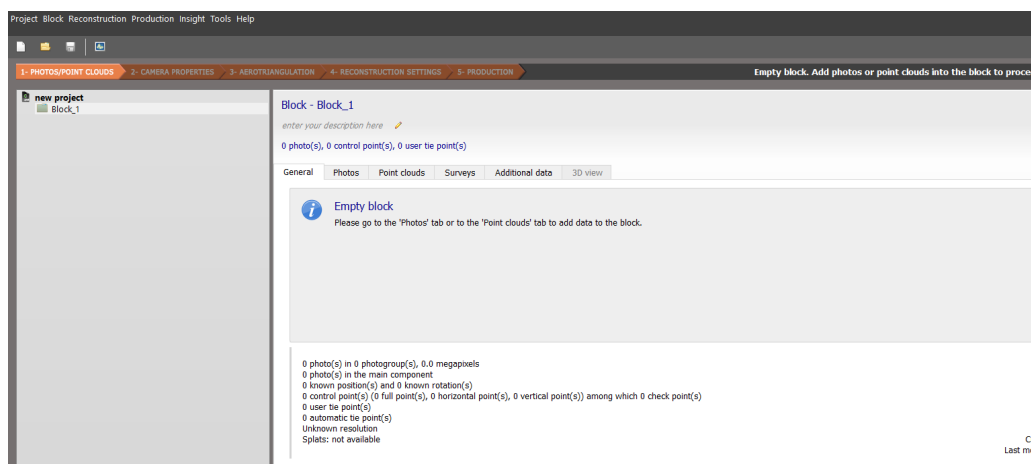 Project Block Reconstruction Production Insight Tools Help
1- PHOTOS/POINT CLOUDS 2- CAMERA PROPERTIES 3- AEROTRIANGULATION 4- RECONSTRUCTION SETTINGS 5- PRODUCTION Empty block. Add photos or point clouds into the block to proce
new project
Block_1
Block - Block_1
enter your description here
0 photo(s), 0 control point(s), 0 user tie point(s)
General Photos Point clouds Surveys Additional data 3D view
Empty block
Please go to the 'Photos' tab or to the 'Point clouds' tab to add data to the block.
0 photo(s) in 0 photogroup(s), 0.0 megapixels
0 photo(s) in the main component
0 known position(s) and 0 known rotation(s)
0 control point(s) (0 full point(s), 0 horizontal point(s), 0 vertical point(s)) among which 0 check point(s)
0 user tie point(s)
0 automatic tie point(s)
Unknown resolution
Splats: not available
C
Last m